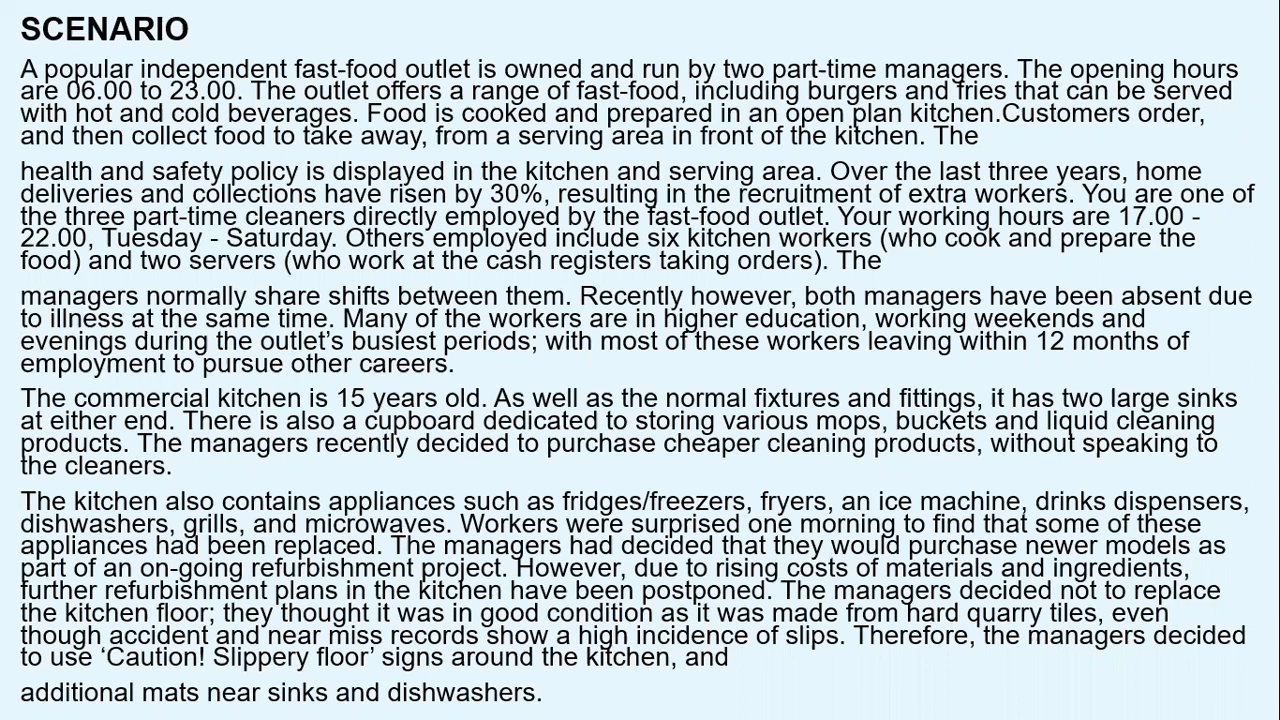 SCENARIO
A popular independent fast-food outlet is owned and run by two part-time managers. The opening hours
are 06.00 to 23.00. The outlet offers a range of fast-food, including burgers and fries that can be served
with hot and cold beverages. Food is cooked and prepared in an open plan kitchen.Customers order,
and then collect food to take away, from a serving area in front of the kitchen. The
health and safety policy is displayed in the kitchen and serving area. Over the last three years, home
deliveries and collections have risen by 30%, resulting in the recruitment of extra workers. You are one of
the three part-time cleaners directly employed by the fast-food outlet. Your working hours are 17.00 -
22.00, Tuesday - Saturday. Others employed include six kitchen workers (who cook and prepare the
food) and two servers (who work at the cash registers taking orders). The
managers normally share shifts between them. Recently however, both managers have been absent due
to illness at the same time. Many of the workers are in higher education, working weekends and
evenings during the outlet’s busiest periods; with most of these workers leaving within 12 months of
employment to pursue other careers.
The commercial kitchen is 15 years old. As well as the normal fixtures and fittings, it has two large sinks
at either end. There is also a cupboard dedicated to storing various mops, buckets and liquid cleaning
products. The managers recently decided to purchase cheaper cleaning products, without speaking to
the cleaners.
The kitchen also contains appliances such as fridges/freezers, fryers, an ice machine, drinks dispensers,
dishwashers, grills, and microwaves. Workers were surprised one morning to find that some of these
appliances had been replaced. The managers had decided that they would purchase newer models as
part of an on-going refurbishment project. However, due to rising costs of materials and ingredients,
further refurbishment plans in the kitchen have been postponed. The managers decided not to replace
the kitchen floor; they thought it was in good condition as it was made from hard quarry tiles, even
though accident and near miss records show a high incidence of slips. Therefore, the managers decided
to use ‘Caution! Slippery floor’ signs around the kitchen, and
additional mats near sinks and dishwashers.